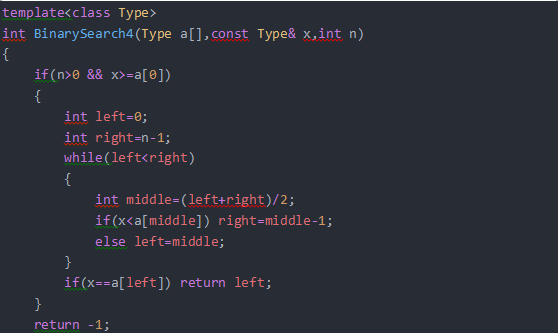 template<class Type>
int BinarySearch4(Type a[],const Type& x,int n)
{
    if(n>0 && x>=a[0])
    {
        int left=0;
        int right=n-1;
        while(left<right)
        {
            int middle=(left+right)/2;
            if(x<a[middle]) right=middle-1;
            else left=middle;
        }
        if(x==a[left]) return left;
    }
    return -1;